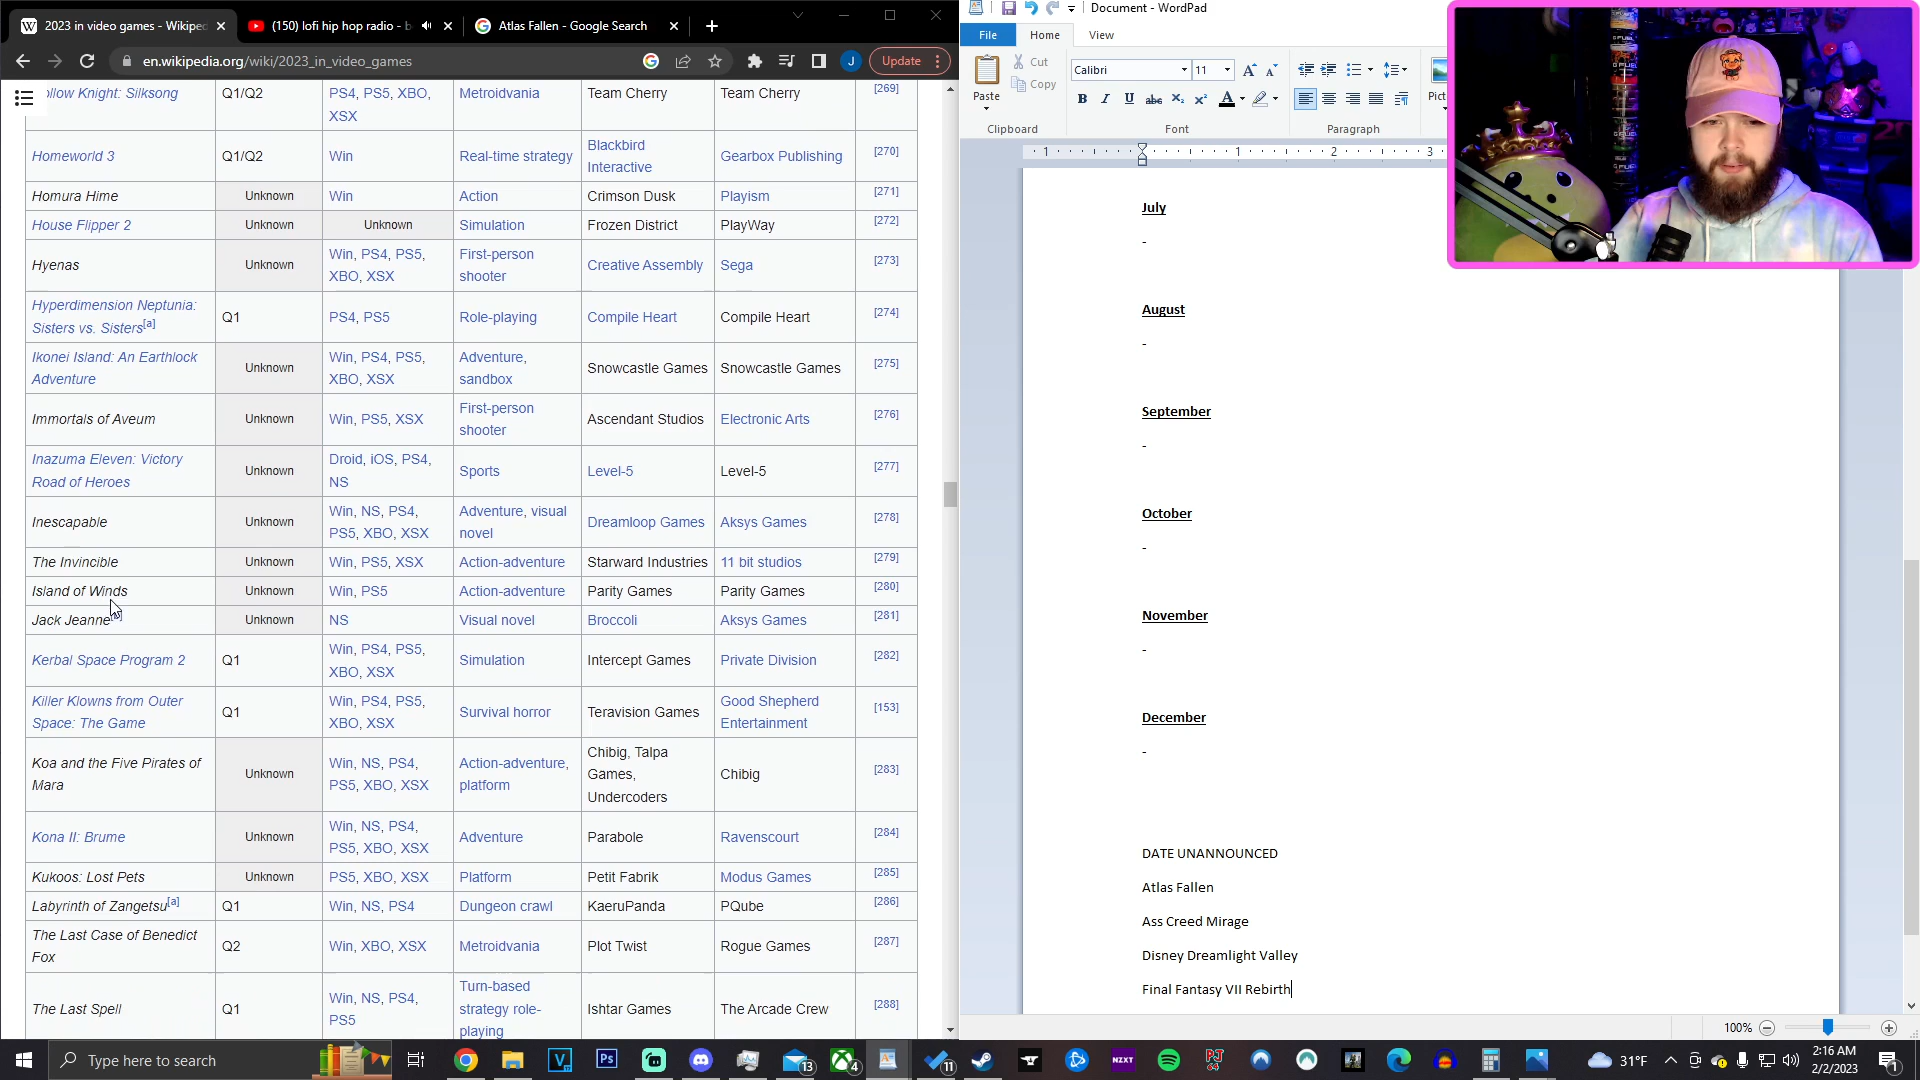 2023 in video games - Wikiped
(150) lofi hip hop radio - b
Atlas Fallen - Google Search
en.wikipedia.org/wiki/2023_in_video_games
J
Update
ollow Knight: Silksong Q1/Q2 PS4, PS5, XBO, XSX Metroidvania Team Cherry Team Cherry [269]
Homeworld 3 Q1/Q2 Win Real-time strategy Blackbird Interactive Gearbox Publishing [270]
Homura Hime Unknown Win Action Crimson Dusk Playism [271]
House Flipper 2 Unknown Unknown Simulation Frozen District PlayWay [272]
Hyenas Unknown Win, PS4, PS5, XBO, XSX First-person shooter Creative Assembly Sega [273]
Hyperdimension Neptunia: Sisters vs. Sisters[a] Q1 PS4, PS5 Role-playing Compile Heart Compile Heart [274]
Ikonei Island: An Earthlock Adventure Unknown Win, PS4, PS5, XBO, XSX Adventure, sandbox Snowcastle Games Snowcastle Games [275]
Immortals of Aveum Unknown Win, PS5, XSX First-person shooter Ascendant Studios Electronic Arts [276]
Inazuma Eleven: Victory Road of Heroes Unknown Droid, iOS, PS4, NS Sports Level-5 Level-5 [277]
Inescapable Unknown Win, NS, PS4, PS5, XBO, XSX Adventure, visual novel Dreamloop Games Aksys Games [278]
The Invincible Unknown Win, PS5, XSX Action-adventure Starward Industries 11 bit studios [279]
Island of Winds Unknown Win, PS5 Action-adventure Parity Games Parity Games [280]
Jack Jeanne Unknown NS Visual novel Broccoli Aksys Games [281]
Kerbal Space Program 2 Q1 Win, PS4, PS5, XBO, XSX Simulation Intercept Games Private Division [282]
Killer Klowns from Outer Space: The Game Q1 Win, PS4, PS5, XBO, XSX Survival horror Teravision Games Good Shepherd Entertainment [153]
Koa and the Five Pirates of Mara Unknown Win, NS, PS4, PS5, XBO, XSX Action-adventure, platform Chibig, Talpa Games, Undercoders Chibig [283]
Kona II: Brume Unknown Win, NS, PS4, PS5, XBO, XSX Adventure Parabole Ravenscourt [284]
Kukoos: Lost Pets Unknown PS5, XBO, XSX Platform Petit Fabrik Modus Games [285]
Labyrinth of Zangetsu[a] Q1 Win, NS, PS4 Dungeon crawl KaeruPanda PQube [286]
The Last Case of Benedict Fox Q2 Win, XBO, XSX Metroidvania Plot Twist Rogue Games [287]
The Last Spell Q1 Win, NS, PS4, PS5 Turn-based strategy role-playing Ishtar Games The Arcade Crew [288]
Document - WordPad
File Home View
Paste
Cut
Copy
Clipboard
Calibri 11
B I U abc X₂ X² A
Font
Paragraph
Pict
1 1 2 3
July
-
August
-
September
-
October
-
November
-
December
-
DATE UNANNOUNCED
Atlas Fallen
Ass Creed Mirage
Disney Dreamlight Valley
Final Fantasy VII Rebirth
100%
Type here to search
V
Ps
13
4
11
NZXT
31°F
2:16 AM
2/2/2023
1